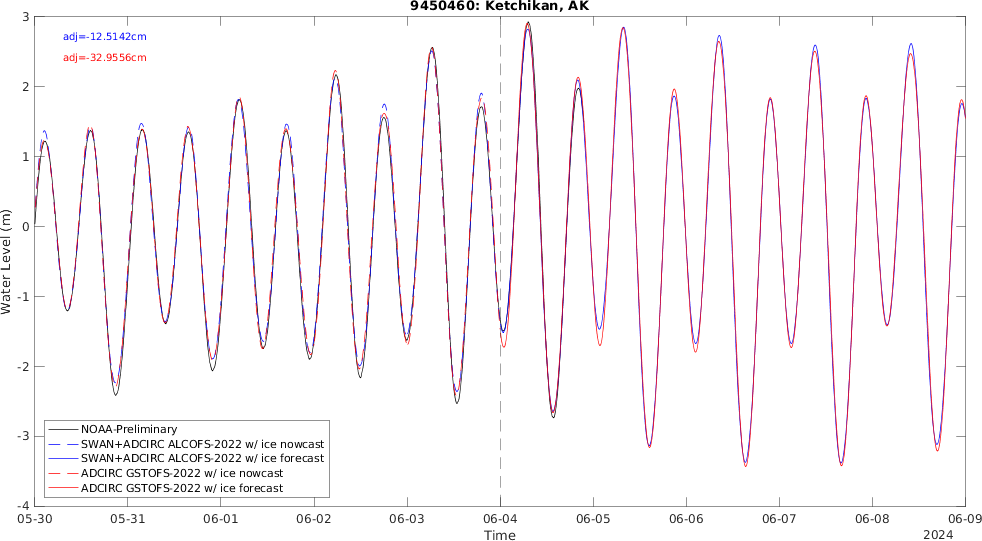 9450460: Ketchikan, AK
adj=-12.5142cm
adj=-32.9556cm
3
2
1
0
-1
-2
-3
-4
Water Level (m)
NOAA-Preliminary
SWAN+ADCIRC ALCOFS-2022 w/ ice nowcast
SWAN+ADCIRC ALCOFS-2022 w/ ice forecast
ADCIRC GSTOFS-2022 w/ ice nowcast
ADCIRC GSTOFS-2022 w/ ice forecast
05-30 05-31 06-01 06-02 06-03 06-04 06-05 06-06 06-07 06-08 06-09
Time
2024